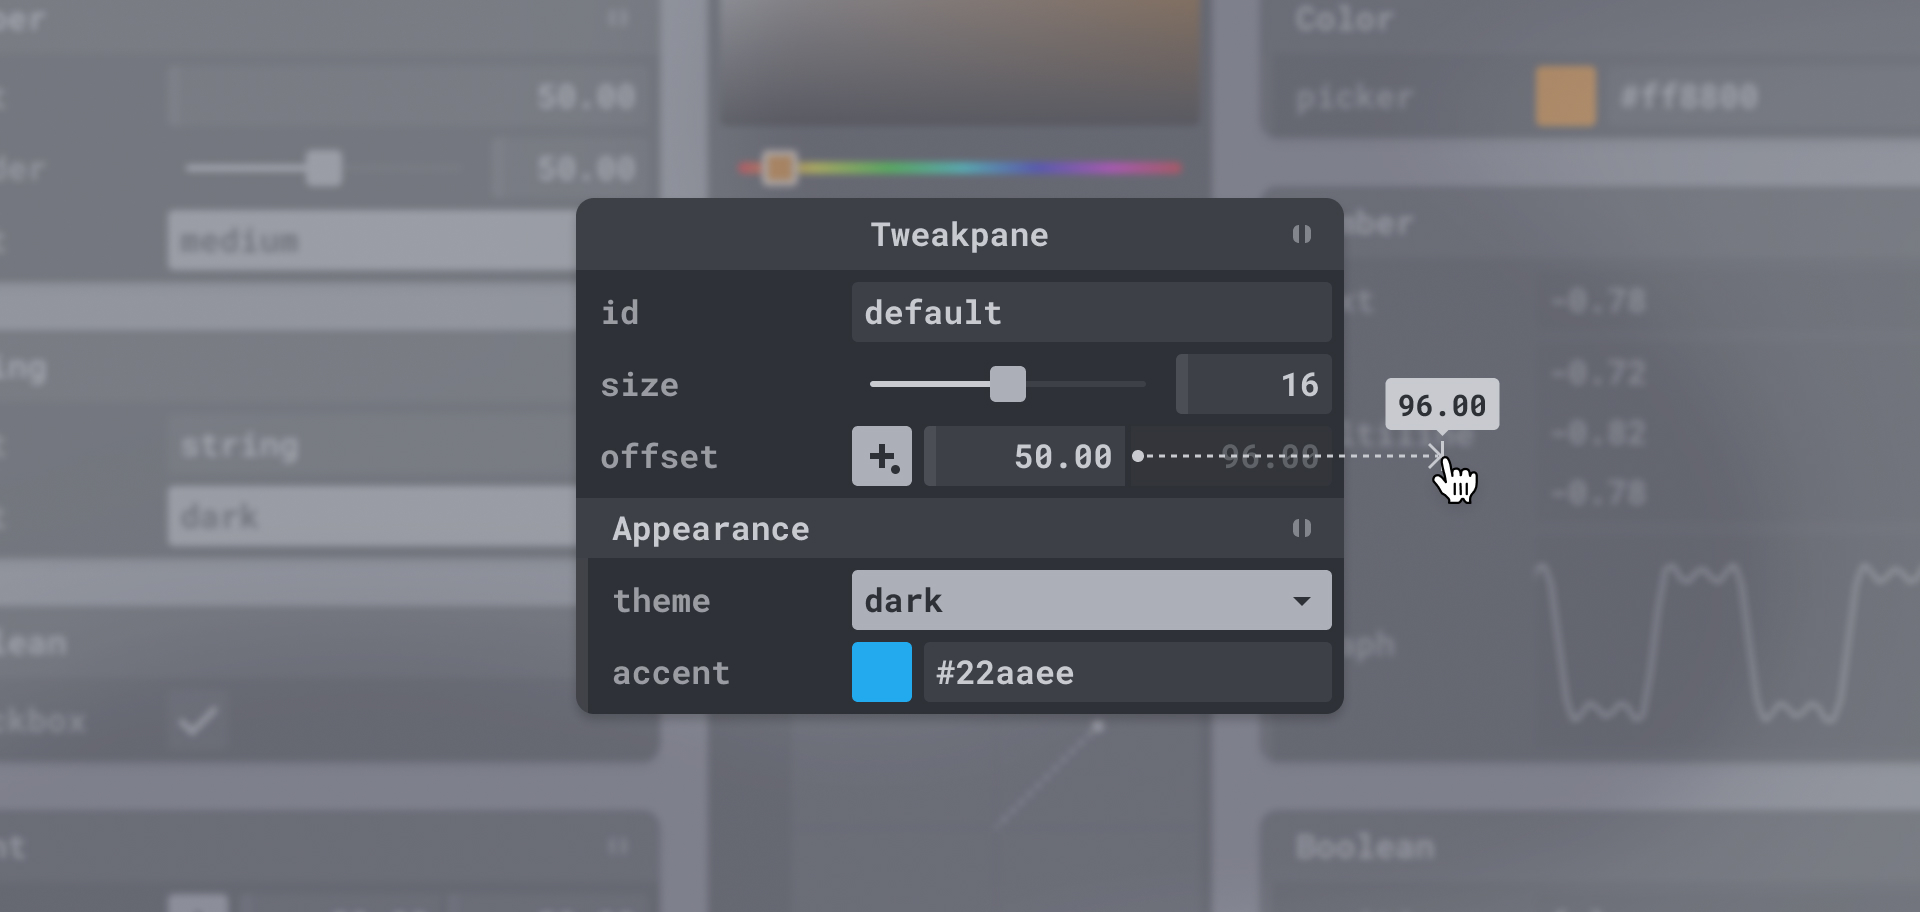 Color
50.00
picker
#ff8800
50.00
medium
Tweakpane
id
default
-0.78
size
16
-0.72
96.00
string
offset
50.00
96.00
-0.82
-0.78
dark
Appearance
theme
dark
accent
#22aaee
Boolean